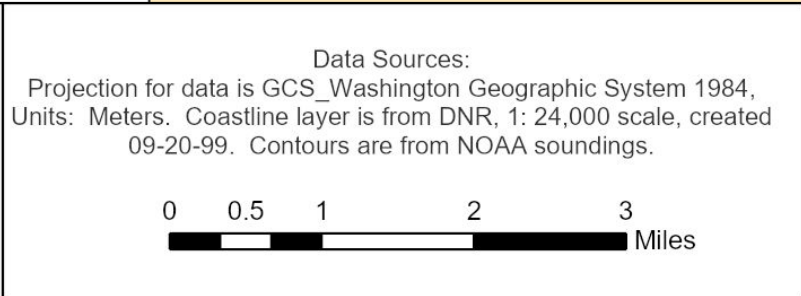 Data Sources:
Projection for data is GCS_Washington Geographic System 1984,
Units:  Meters.  Coastline layer is from DNR, 1: 24,000 scale, created
09-20-99.  Contours are from NOAA soundings.
0 0.5 1 2 3
Miles